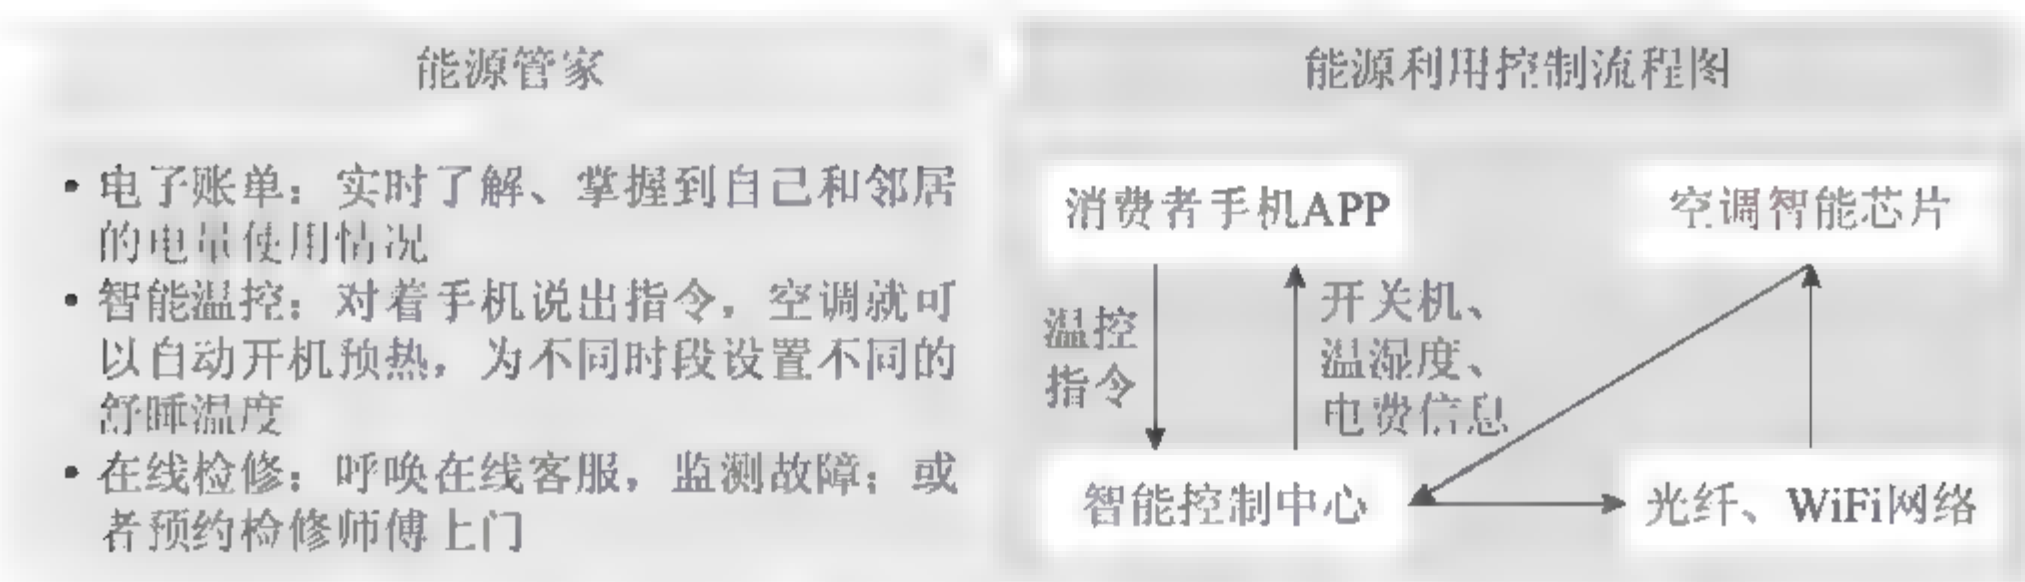 能源管家
• 电子账单：实时了解、掌握到自己和邻居
的电量使用情况
• 智能温控：对着手机说出指令，空调就可
以自动开机预热，为不同时段设置不同的
舒睡温度
• 在线检修：呼唤在线客服，监测故障；或
者预约检修师傅上门
能源利用控制流程图
消费者手机APP
空调智能芯片
温控
指令
开关机、
温湿度、
电费信息
智能控制中心
光纤、WiFi网络